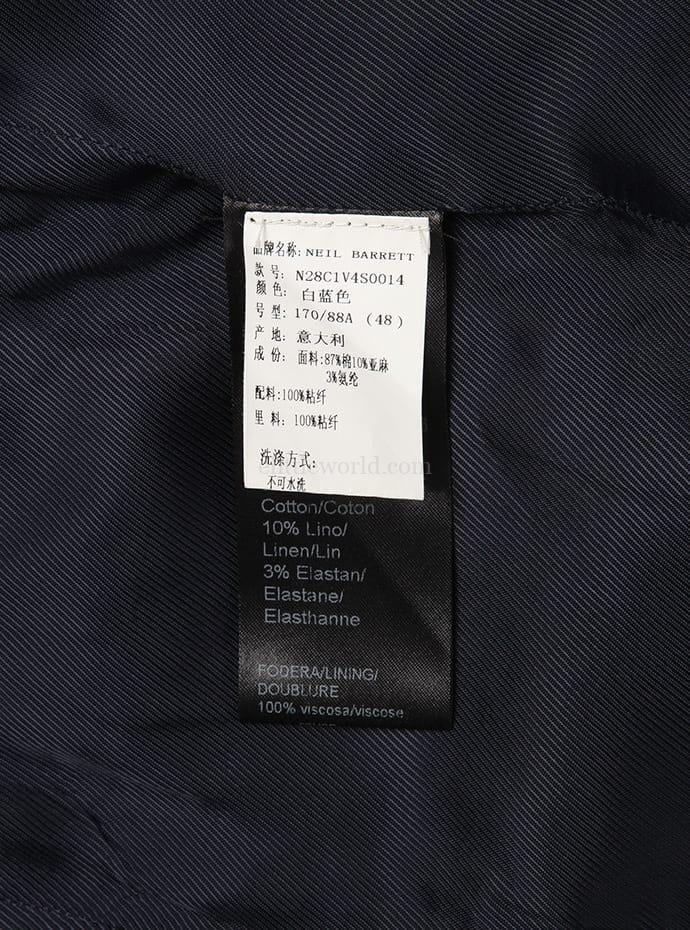 品牌名称: NEIL BARRETT
款号: N28C1V4S0014
颜色: 白蓝色
号型: 170/88A (48)
产地: 意大利
成份: 面料:87%棉10%亚麻
3%氨纶
配料:100%粘纤
里料: 100%粘纤
洗涤方式:
不可水洗
Cotton/Coton
10% Lino/
Linen/Lin
3% Elastan/
Elastane/
Elasthanne
FODERA/LINING/
DOUBLURE
100% viscosa/viscose